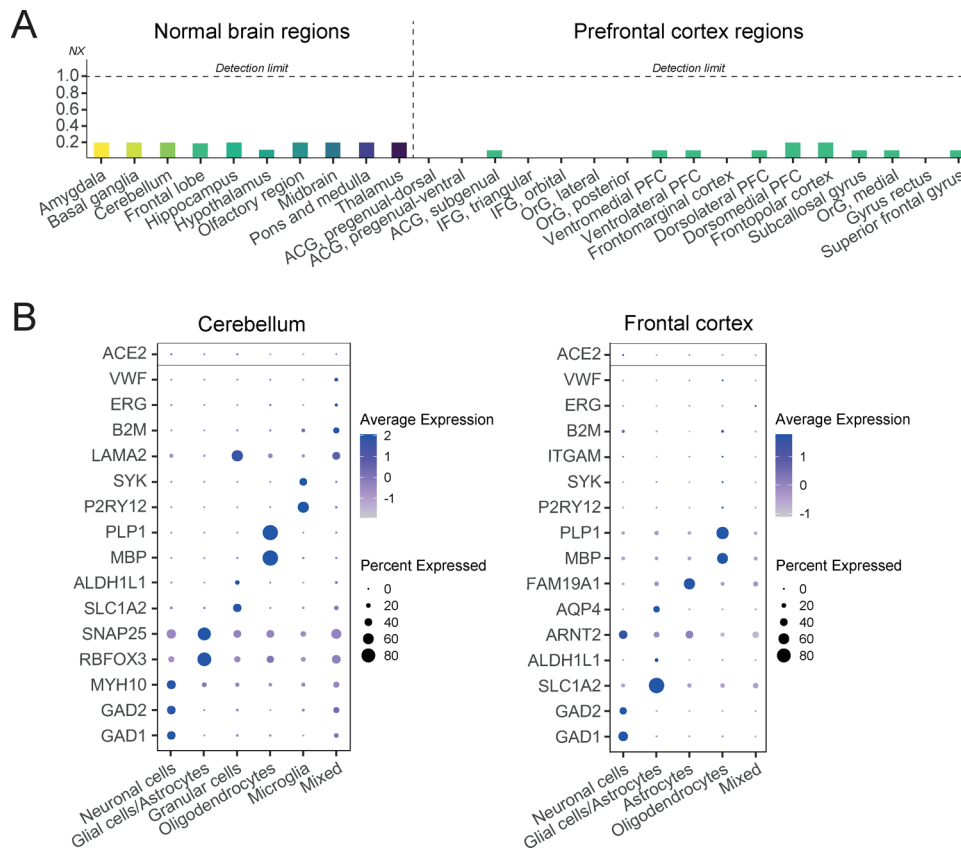 A
Normal brain regions
Prefrontal cortex regions
NX
Detection limit
Detection limit
1.0
0.8
0.6
0.4
0.2
Amygdala
Basal ganglia
Cerebellum
Frontal lobe
Hippocampus
Hypothalamus
Olfactory region
Midbrain
Pons and medulla
Thalamus
ACG, pregenual-dorsal
ACG, pregenual-ventral
ACG, subgenual
IFG, triangular
IFG, orbital
OrG, lateral
OrG, posterior
Ventromedial PFC
Ventrolateral PFC
Frontomarginal cortex
Dorsolateral PFC
Dorsomedial PFC
Frontopolar cortex
Subcallosal gyrus
OrG, medial
Gyrus rectus
Superior frontal gyrus
B
Cerebellum
ACE2
VWF
ERG
B2M
LAMA2
SYK
P2RY12
PLP1
MBP
ALDH1L1
SLC1A2
SNAP25
RBFOX3
MYH10
GAD2
GAD1
Neuronal cells
Glial cells/Astrocytes
Granular cells
Oligodendrocytes
Microglia
Mixed
Average Expression
2
1
0
-1
Percent Expressed
0
20
40
60
80
Frontal cortex
ACE2
VWF
ERG
B2M
ITGAM
SYK
P2RY12
PLP1
MBP
FAM19A1
AQP4
ARNT2
ALDH1L1
SLC1A2
GAD2
GAD1
Neuronal cells
Glial cells/Astrocytes
Astrocytes
Oligodendrocytes
Mixed
Average Expression
1
0
-1
Percent Expressed
0
20
40
60
80